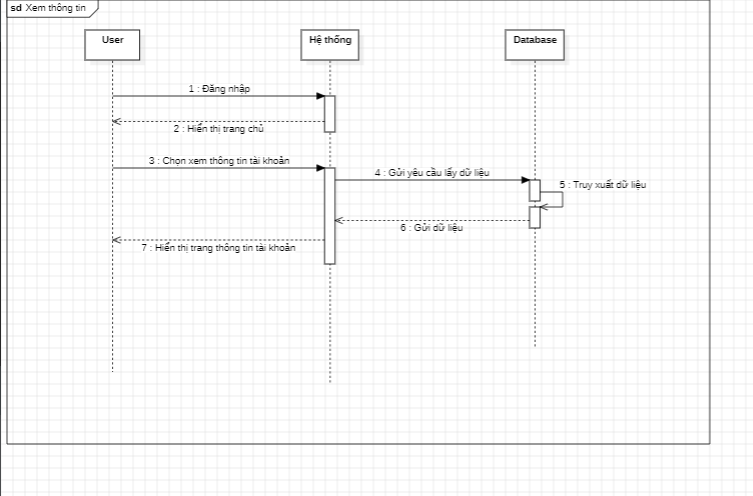 sd Xem thông tin
User
Hệ thống
Database
1 : Đăng nhập
2 : Hiển thị trang chủ
3 : Chọn xem thông tin tài khoản
4 : Gửi yêu cầu lấy dữ liệu
5 : Truy xuất dữ liệu
6 : Gửi dữ liệu
7 : Hiển thị trang thông tin tài khoản